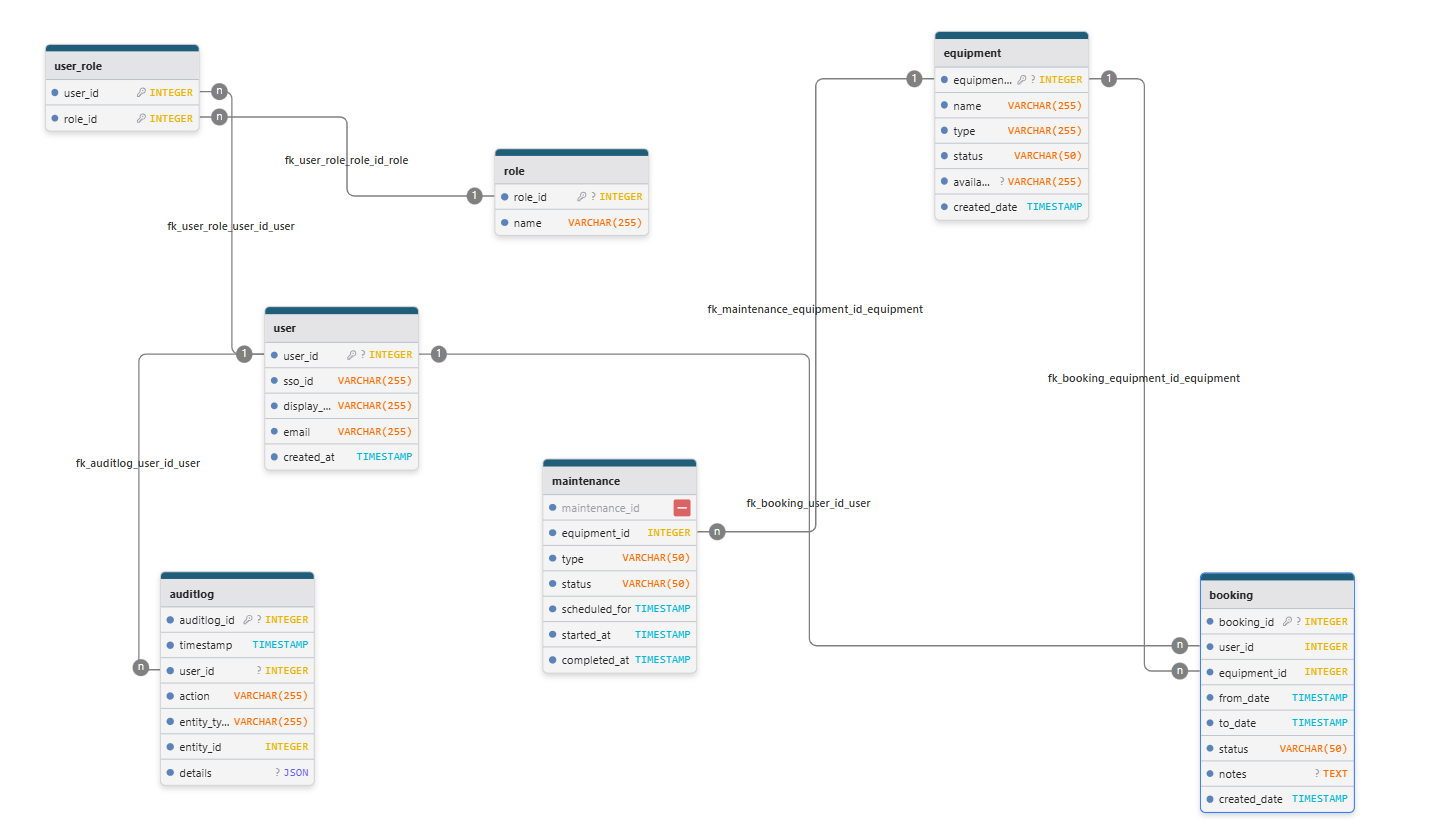 user_role
user_id ? INTEGER
role_id INTEGER
n
n
fk_user_role_role_id_role
fk_user_role_user_id_user
role
1
role_id ? INTEGER
name VARCHAR(255)
equipment
1
equipmen... ? INTEGER
1
name VARCHAR(255)
type VARCHAR(255)
status VARCHAR(50)
availa... ? VARCHAR(255)
created_date TIMESTAMP
user
1
user_id ? INTEGER
1
sso_id VARCHAR(255)
display_... VARCHAR(255)
email VARCHAR(255)
created_at TIMESTAMP
fk_maintenance_equipment_id_equipment
fk_booking_equipment_id_equipment
fk_auditlog_user_id_user
fk_booking_user_id_user
maintenance
maintenance_id
equipment_id INTEGER
n
type VARCHAR(50)
status VARCHAR(50)
scheduled_for TIMESTAMP
started_at TIMESTAMP
completed_at TIMESTAMP
auditlog
auditlog_id ? INTEGER
timestamp TIMESTAMP
n
user_id ? INTEGER
action VARCHAR(255)
entity_ty... VARCHAR(255)
entity_id INTEGER
details ? JSON
booking
booking_id ? INTEGER
n
user_id INTEGER
n
equipment_id INTEGER
from_date TIMESTAMP
to_date TIMESTAMP
status VARCHAR(50)
notes ? TEXT
created_date TIMESTAMP